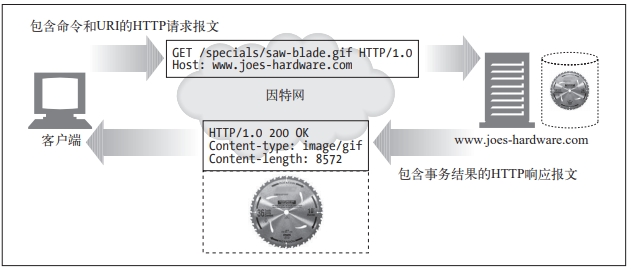 包含命令和URI的HTTP请求报文
GET /specials/saw-blade.gif HTTP/1.0
Host: www.joes-hardware.com
因特网
客户端
HTTP/1.0 200 OK
Content-type: image/gif
Content-length: 8572
www.joes-hardware.com
包含事务结果的HTTP响应报文